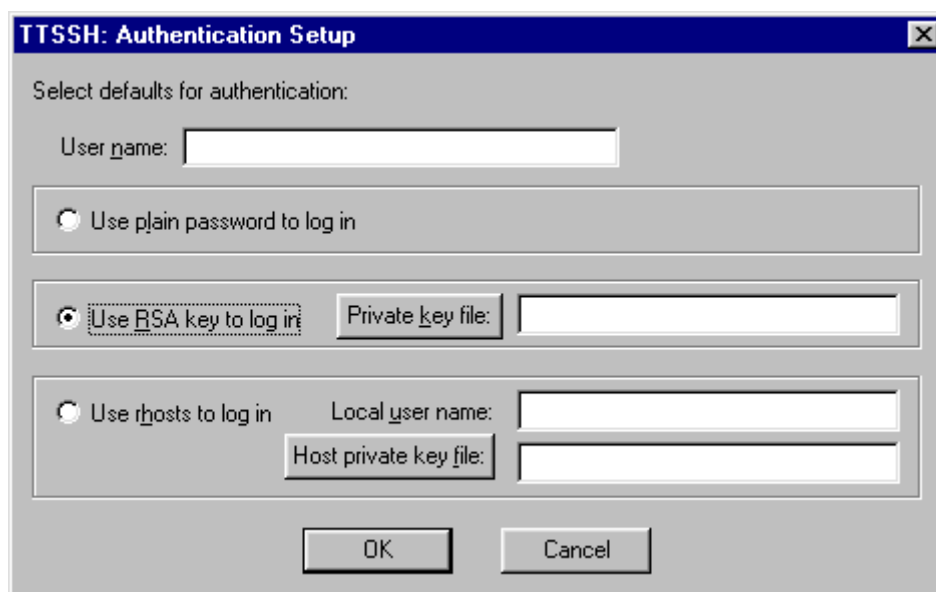 TTSSH: Authentication Setup
Select defaults for authentication:
User name:
Use plain password to log in
Use RSA key to log in Private key file:
Use rhosts to log in Local user name:
Host private key file:
OK Cancel